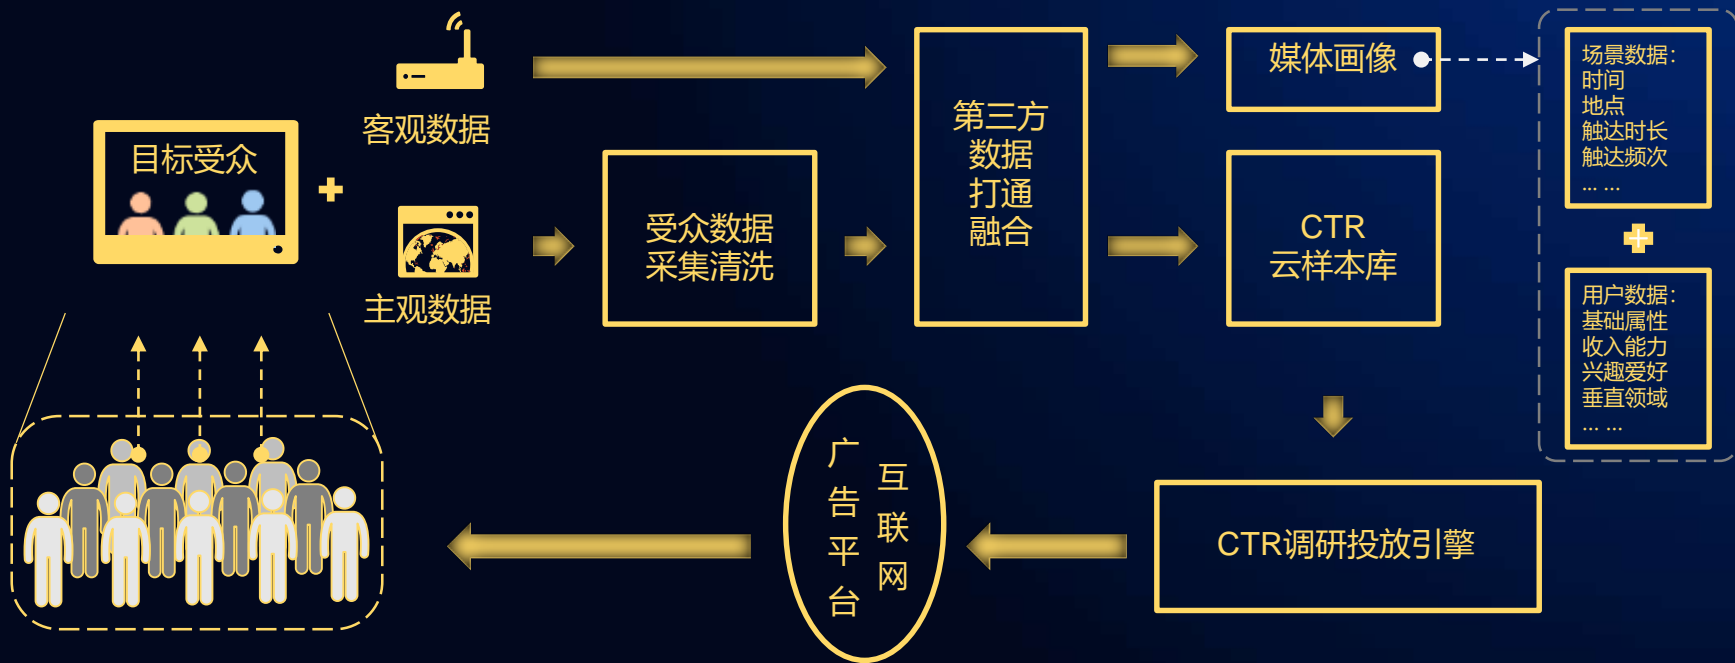 目标受众
客观数据
主观数据
受众数据
采集清洗
第三方
数据
打通
融合
媒体画像
CTR
云样本库
场景数据：
时间
地点
触达时长
触达频次
... ...
用户数据：
基础属性
收入能力
兴趣爱好
垂直领域
... ...
CTR调研投放引擎
互联网
广告平台